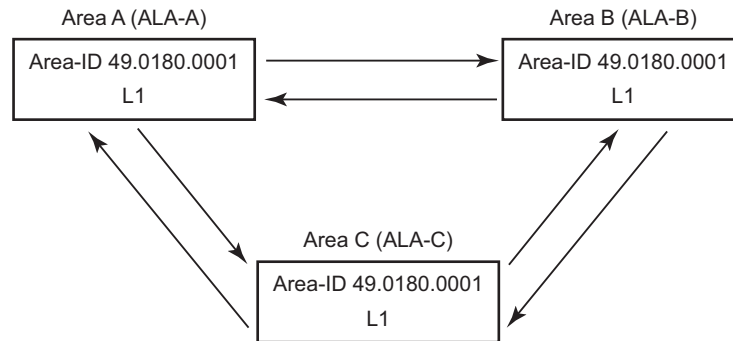 Area A (ALA-A)
Area-ID 49.0180.0001
L1
Area B (ALA-B)
Area-ID 49.0180.0001
L1
Area C (ALA-C)
Area-ID 49.0180.0001
L1